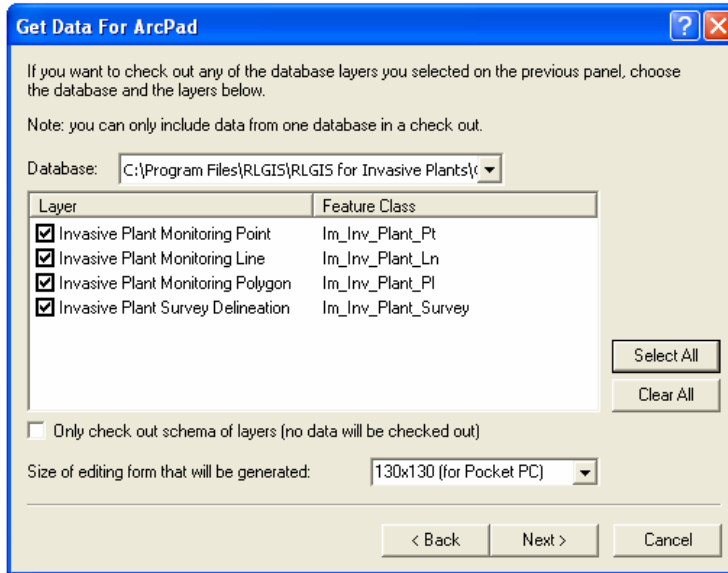 Get Data For ArcPad
If you want to check out any of the database layers you selected on the previous panel, choose
the database and the layers below.
Note: you can only include data from one database in a check out.
Database: C:\Program Files\RLGIS\RLGIS for Invasive Plants\
Layer Feature Class
Invasive Plant Monitoring Point Im_Inv_Plant_Pt
Invasive Plant Monitoring Line Im_Inv_Plant_Ln
Invasive Plant Monitoring Polygon Im_Inv_Plant_Pl
Invasive Plant Survey Delineation Im_Inv_Plant_Survey
Select All
Clear All
Only check out schema of layers (no data will be checked out)
Size of editing form that will be generated: 130x130 (for Pocket PC)
< Back Next > Cancel